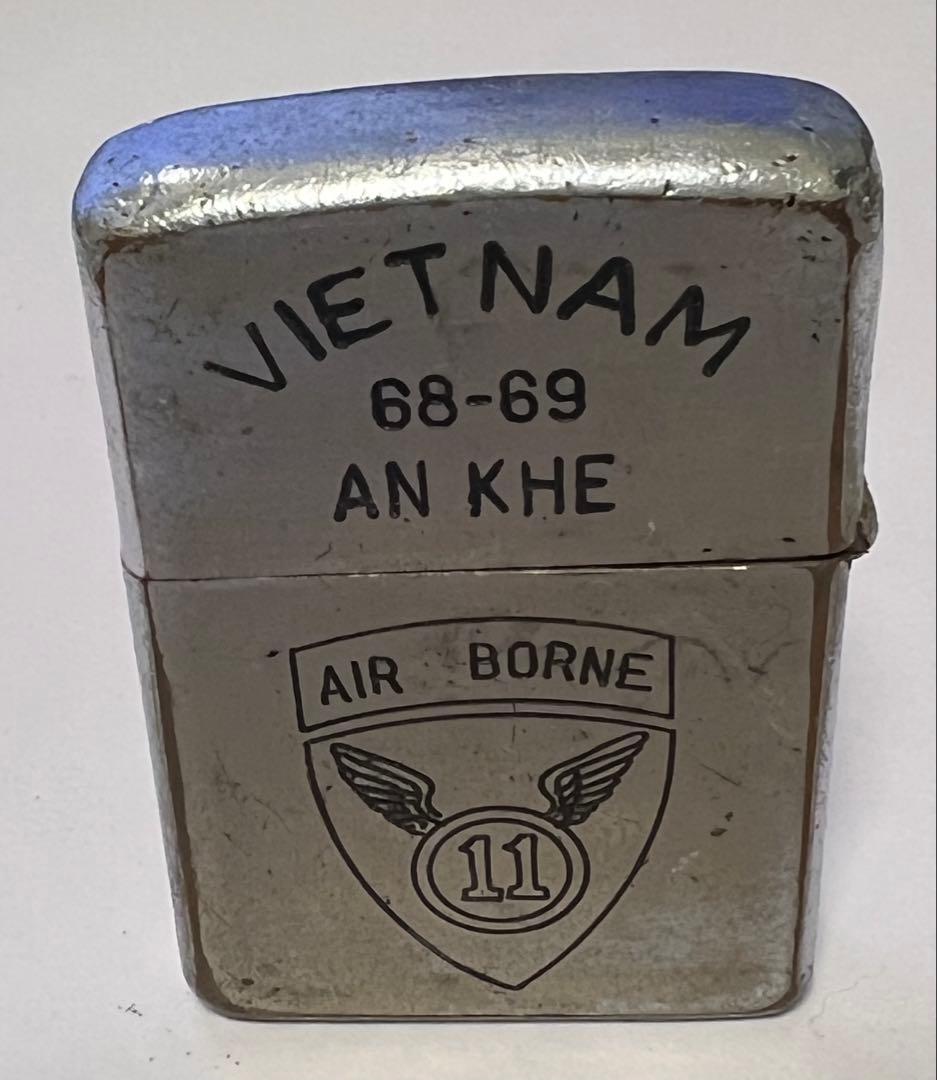 VIETNAM
68-69
AN KHE
AIR BORNE
11